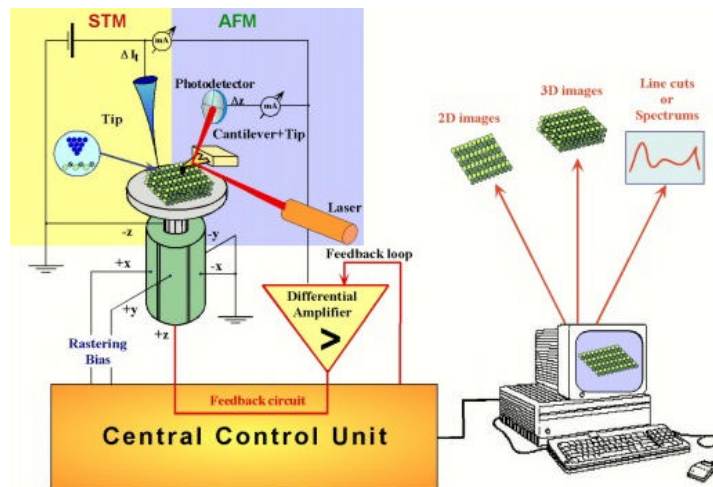 STM
AFM
Δ Iₜ
mA
Photodetector
Δz
mA
Tip
Cantilever+Tip
Laser
-z
-y
+x
-x
+y
+z
Rastering
Bias
Feedback loop
Differential
Amplifier
>
Feedback circuit
Central Control Unit
2D images
3D images
Line cuts
or
Spectrums